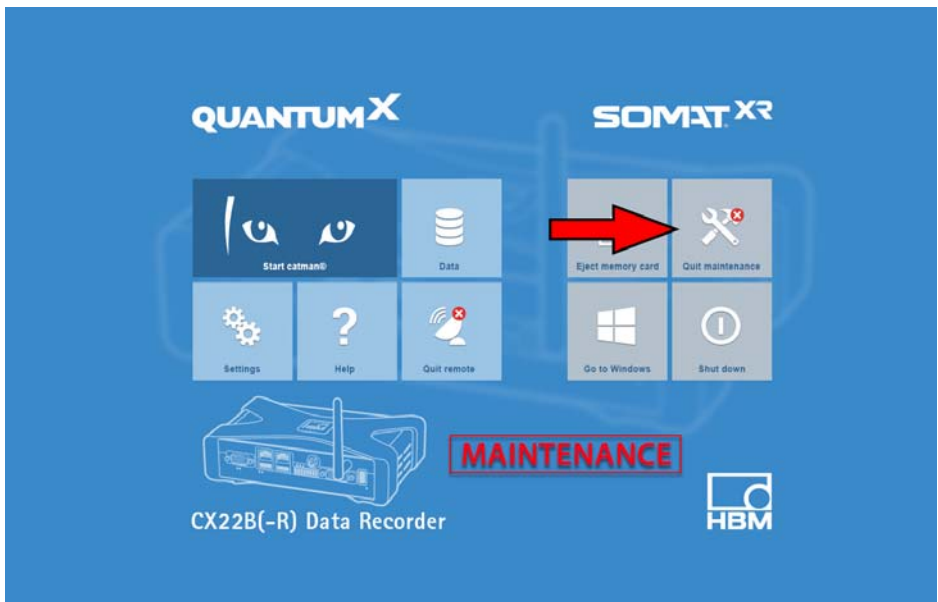 QUANTUMX
SOMAT XR
Start catman©
Data
Eject memory card
Quit maintenance
Settings
Help
Quit remote
Go to Windows
Shut down
MAINTENANCE
CX22B(-R) Data Recorder
HBM